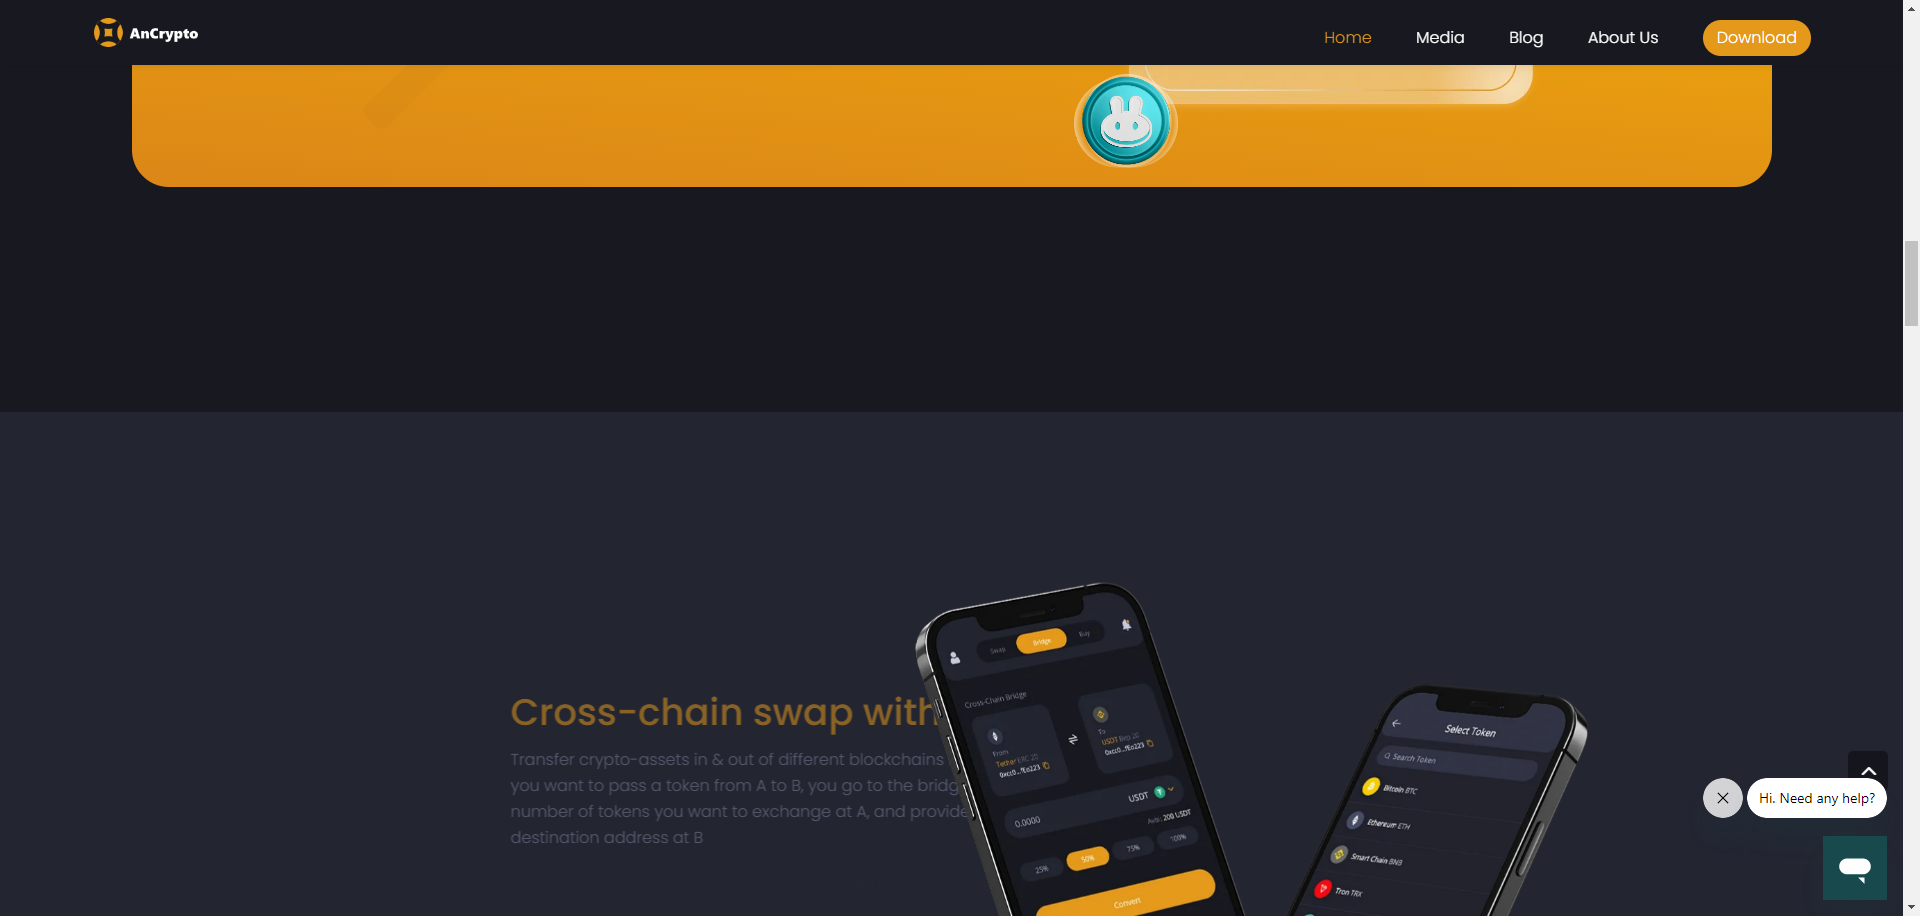 AnCrypto
Home
Media
Blog
About Us
Download
Cross-chain swap with
Transfer crypto-assets in & out of different blockchains
you want to pass a token from A to B, you go to the
number of tokens you want to exchange at A, and provide
destination address at B
Swap
Bridge
Buy
Cross-Chain Bridge
From
Tether ERC 20
0xcc0...fEo223
To
USDT Bep 20
0xcc0...fEo223
0.0000
USDT
Avbl: 200 USDT
25%
50%
75%
100%
Convert
Select Token
Search Token
Bitcoin BTC
Ethereum ETH
Smart Chain BNB
Tron TRX
Hi. Need any help?